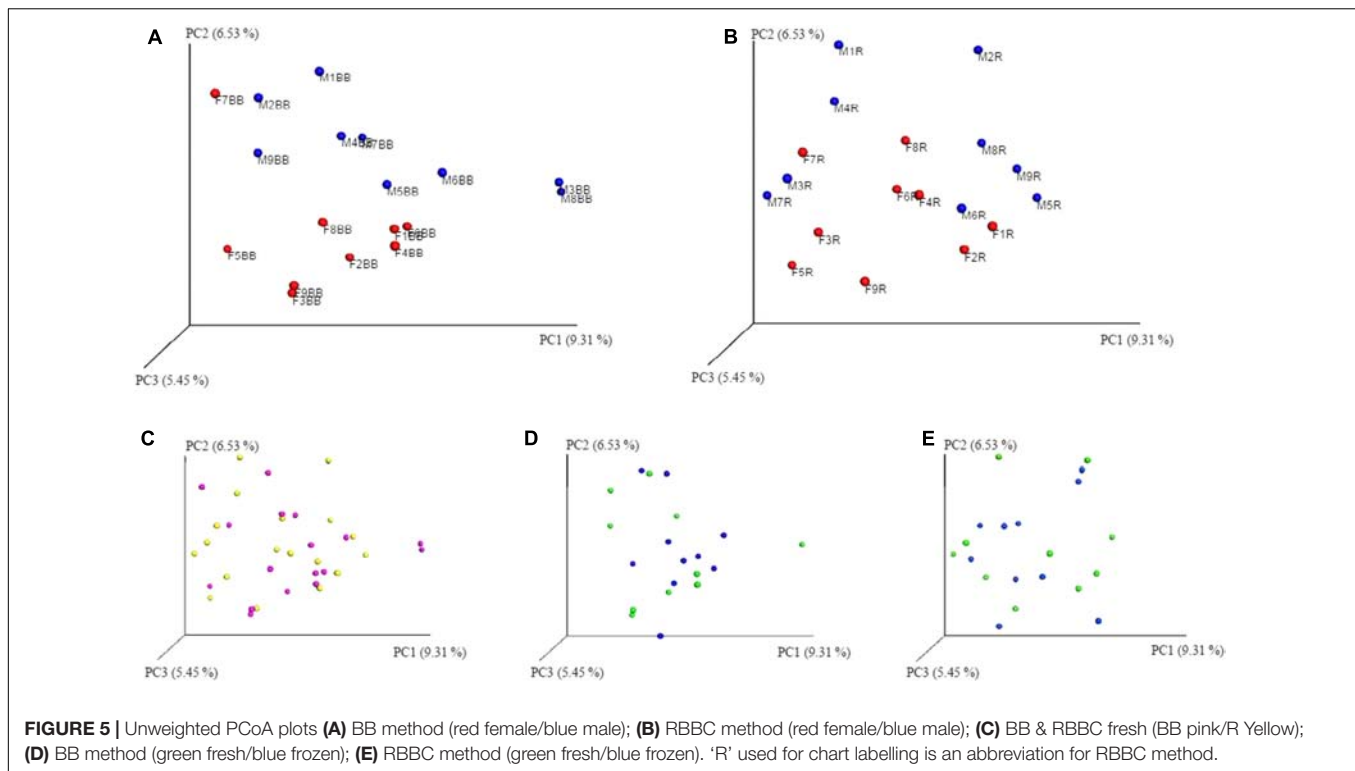 A
PC2 (6.53 %)
M1BB
F7BB
M2BB
M4BB
M7BB
M9BB
M6BB
M5BB
M3BB
M8BB
F8BB
F1BB
F6BB
F4BB
F5BB
F2BB
F9BB
F3BB
PC1 (9.31 %)
PC3 (5.45 %)
B
PC2 (6.53 %)
M1R
M2R
M4R
F8R
M8R
F7R
M9R
M3R
F6R
F4R
M7R
M5R
M6R
F1R
F3R
F2R
F5R
F9R
PC1 (9.31 %)
PC3 (5.45 %)
C
PC2 (6.53 %)
PC1 (9.31 %)
PC3 (5.45 %)
D
PC2 (6.53 %)
PC1 (9.31 %)
PC3 (5.45 %)
E
PC2 (6.53 %)
PC1 (9.31 %)
PC3 (5.45 %)
FIGURE 5 | Unweighted PCoA plots (A) BB method (red female/blue male); (B) RBBC method (red female/blue male); (C) BB & RBBC fresh (BB pink/R Yellow);
(D) BB method (green fresh/blue frozen); (E) RBBC method (green fresh/blue frozen). 'R' used for chart labelling is an abbreviation for RBBC method.